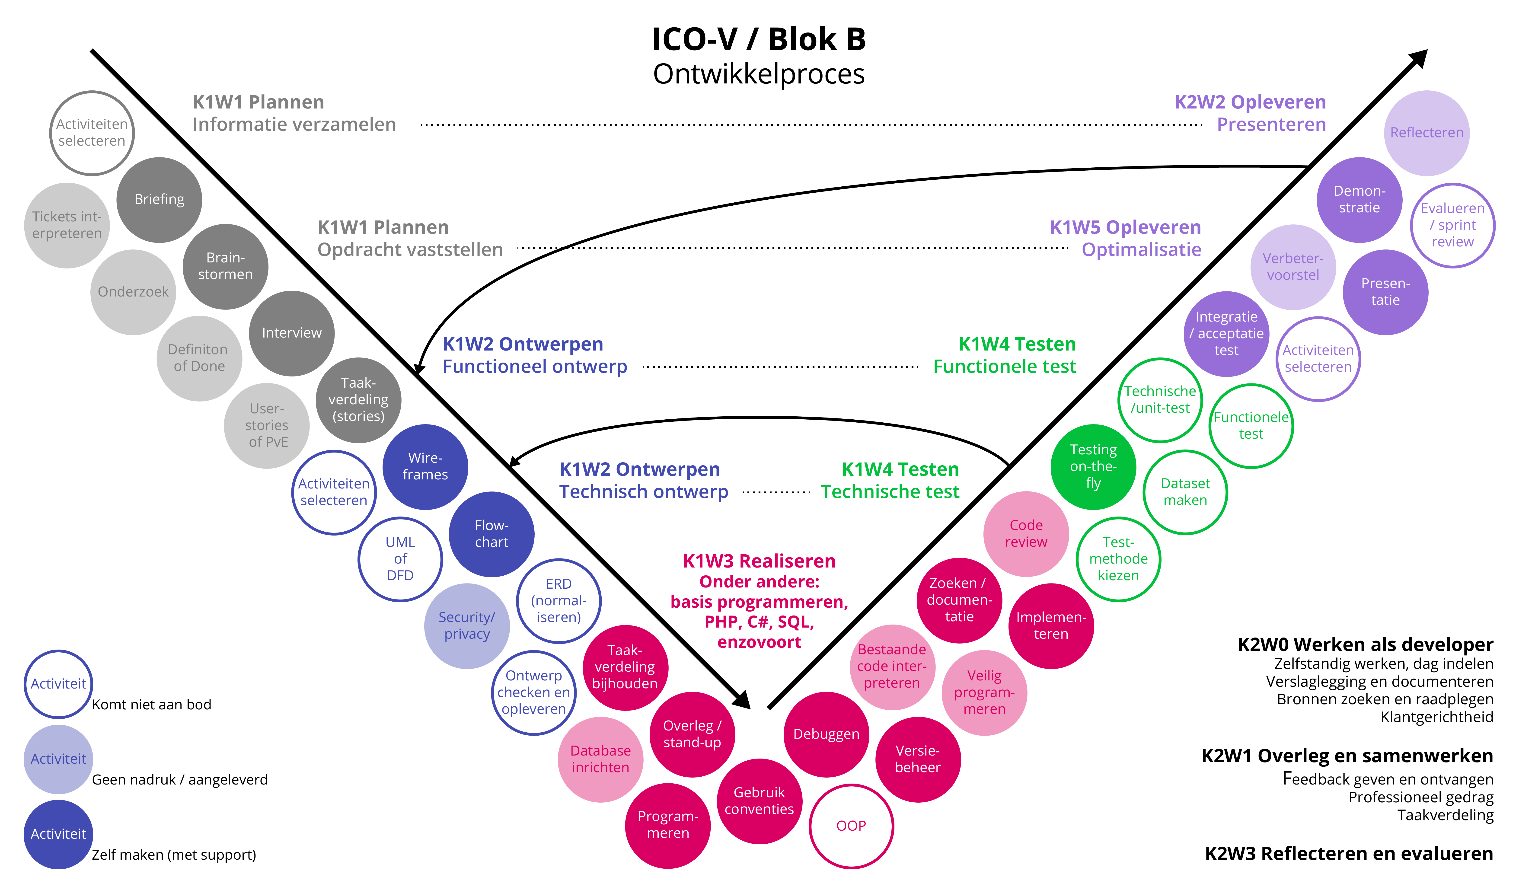 ICO-V / Blok B
Ontwikkelproces
K1W1 Plannen
Informatie verzamelen
K2W2 Opleveren
Presenteren
K1W1 Plannen
Opdracht vaststellen
K1W5 Opleveren
Optimalisatie
K1W2 Ontwerpen
Functioneel ontwerp
K1W4 Testen
Functionele test
K1W2 Ontwerpen
Technisch ontwerp
K1W4 Testen
Technische test
K1W3 Realiseren
Onder andere:
basis programmeren,
PHP, C#, SQL,
enzovoort
Activiteiten
selecteren
Briefing
Tickets int-
erpreteren
Brain-
stormen
Onderzoek
Interview
Definiton
of Done
Taak-
verdeling
(stories)
User-
stories
of PvE
Wire-
frames
Activiteiten
selecteren
Flow-
chart
UML
of
DFD
ERD
(normal-
iseren)
Security/
privacy
Taak-
verdeling
bijhouden
Ontwerp
checken en
opleveren
Overleg /
stand-up
Database
inrichten
Gebruik
conventies
Program-
meren
OOP
Debuggen
Versie-
beheer
Bestaande
code inter-
preteren
Veilig
program-
meren
Zoeken /
documen-
tatie
Implemen-
teren
Code
review
Test-
methode
kiezen
Testing
on-the-
fly
Dataset
maken
Technische
/unit-test
Functionele
test
Integratie
/ acceptatie
test
Activiteiten
selecteren
Verbeter-
voorstel
Presen-
tatie
Demon-
stratie
Evalueren
/ sprint
review
Reflecteren
Activiteit
Komt niet aan bod
Activiteit
Geen nadruk / aangeleverd
Activiteit
Zelf maken (met support)
K2W0 Werken als developer
Zelfstandig werken, dag indelen
Verslaglegging en documenteren
Bronnen zoeken en raadplegen
Klantgerichtheid
K2W1 Overleg en samenwerken
Feedback geven en ontvangen
Professioneel gedrag
Taakverdeling
K2W3 Reflecteren en evalueren